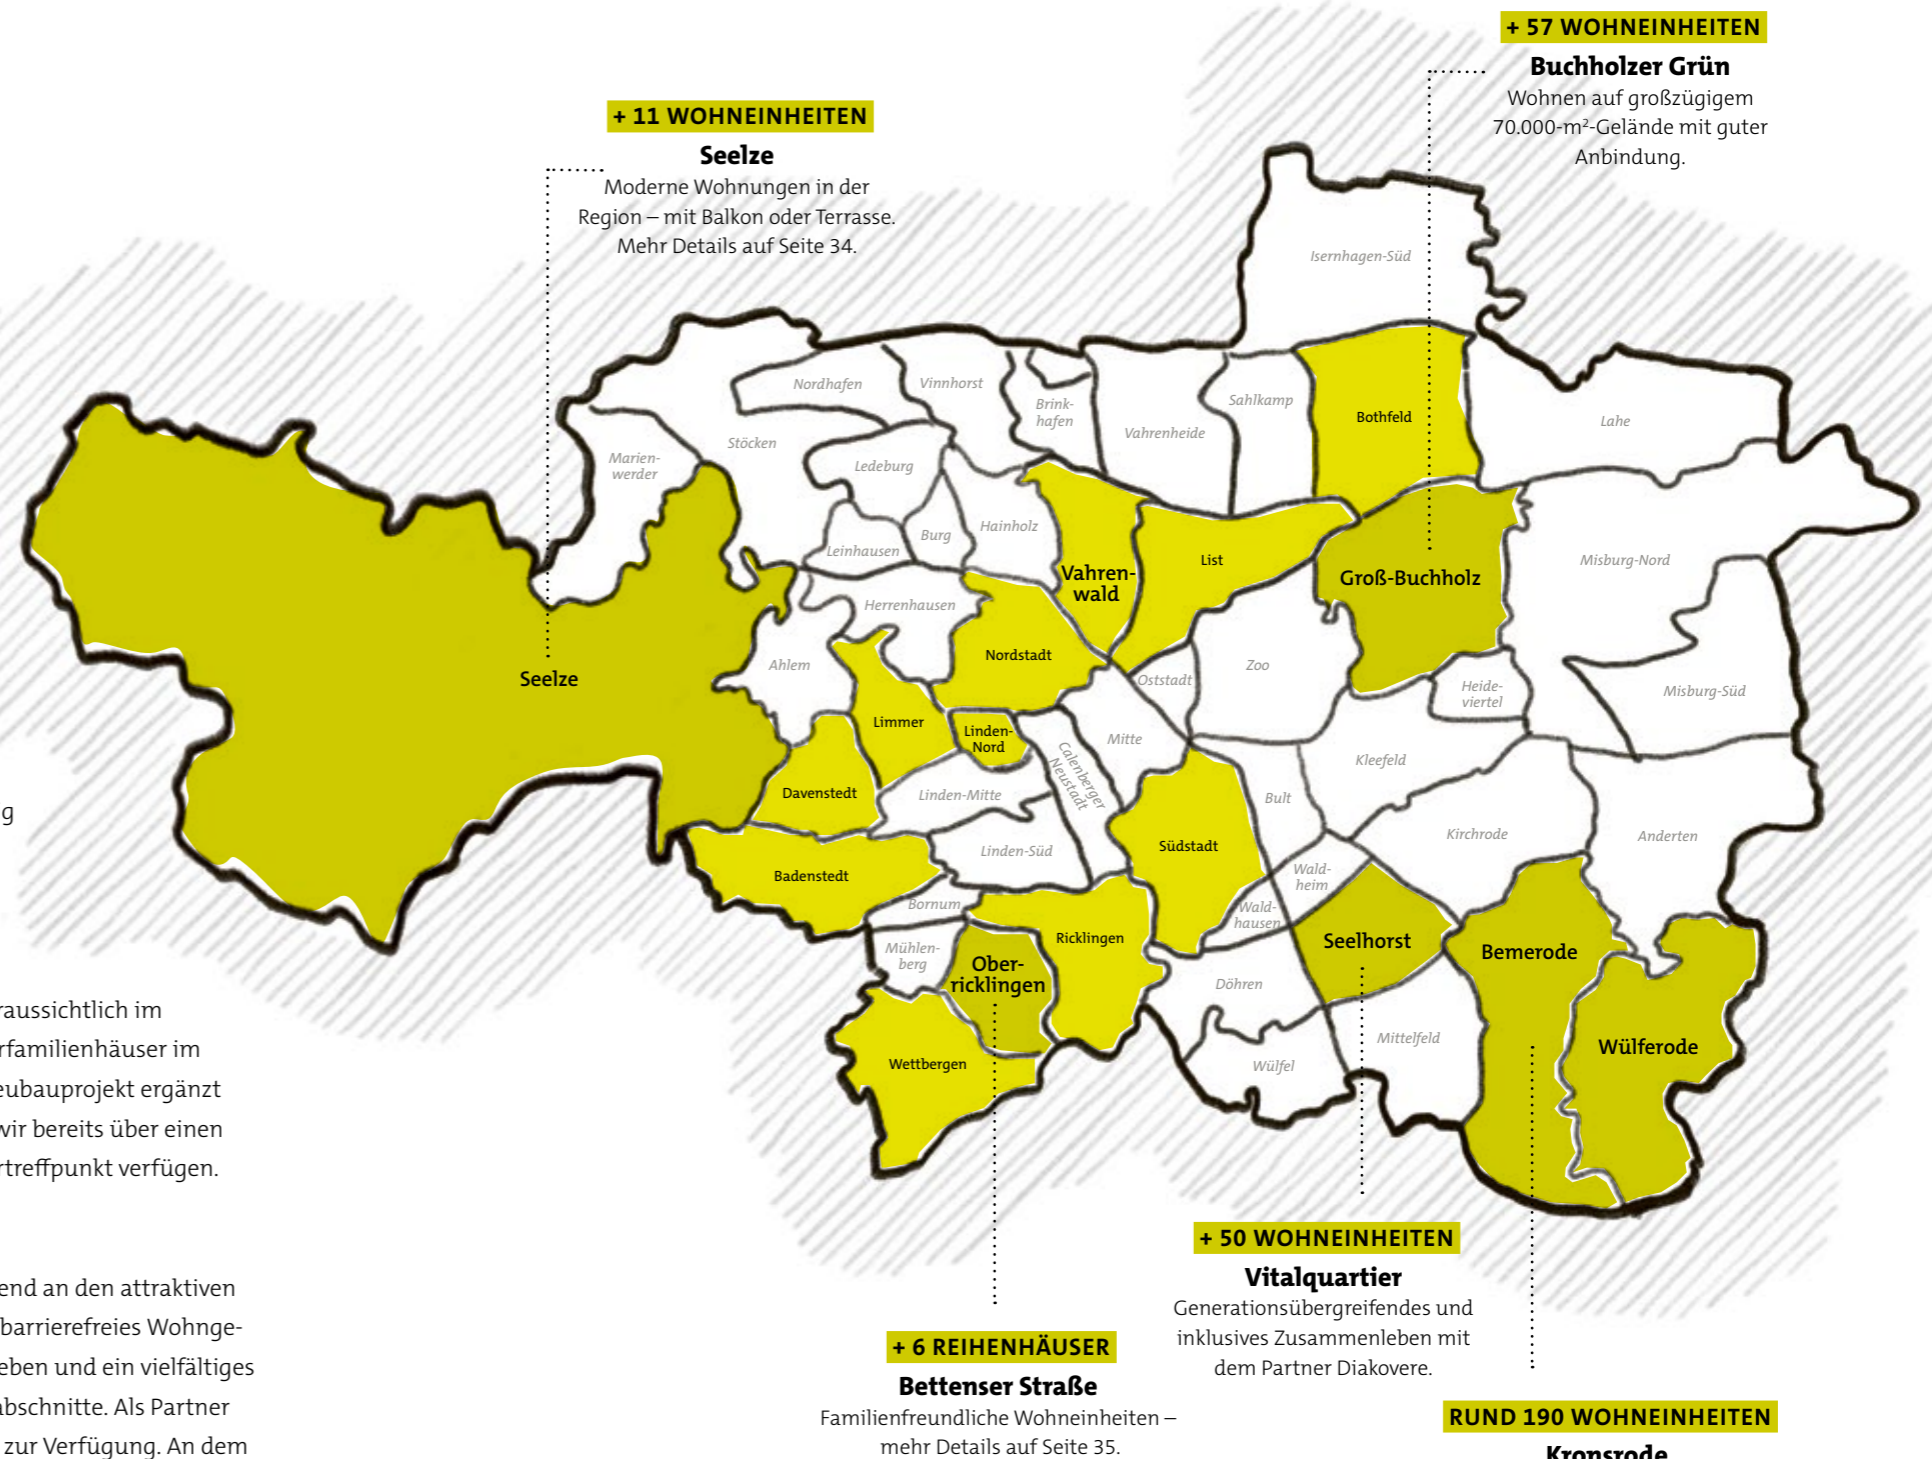 + 57 WOHNEINHEITEN
Buchholzer Grün
Wohnen auf großzügigem
70.000-m²-Gelände mit guter
Anbindung.
+ 11 WOHNEINHEITEN
Seelze
Moderne Wohnungen in der
Region – mit Balkon oder Terrasse.
Mehr Details auf Seite 34.
Isernhagen-Süd
Nordhafen
Vinnhorst
Brink-
hafen
Vahrenheide
Sahlkamp
Bothfeld
Lahe
Marien-
werder
Stöcken
Ledeburg
Leinhausen
Burg
Hainholz
Vahren-
wald
List
Groß-Buchholz
Misburg-Nord
Herrenhausen
Nordstadt
Ahlem
Seelze
Oststadt
Zoo
Heide-
viertel
Misburg-Süd
Limmer
Linden-
Nord
Calenberger
Neustadt
Mitte
Kleefeld
Davenstedt
Linden-Mitte
Bult
Kirchrode
Anderten
Linden-Süd
Südstadt
Badenstedt
Wald-
heim
Bornum
Wald-
hausen
Mühlen-
berg
Ober-
ricklingen
Ricklingen
Seelhorst
Bemerode
Döhren
Mittelfeld
Wülferode
Wettbergen
Wülfel
g
raussichtlich im
rfamilienhäuser im
eubauprojekt ergänzt
wir bereits über einen
rtreffpunkt verfügen.
end an den attraktiven
barrierefreies Wohnge-
eben und ein vielfältiges
abschnitte. Als Partner
zur Verfügung. An dem
+ 6 REIHENHÄUSER
Bettenser Straße
Familienfreundliche Wohneinheiten –
mehr Details auf Seite 35.
+ 50 WOHNEINHEITEN
Vitalquartier
Generationsübergreifendes und
inklusives Zusammenleben mit
dem Partner Diakovere.
RUND 190 WOHNEINHEITEN
Kronsrode